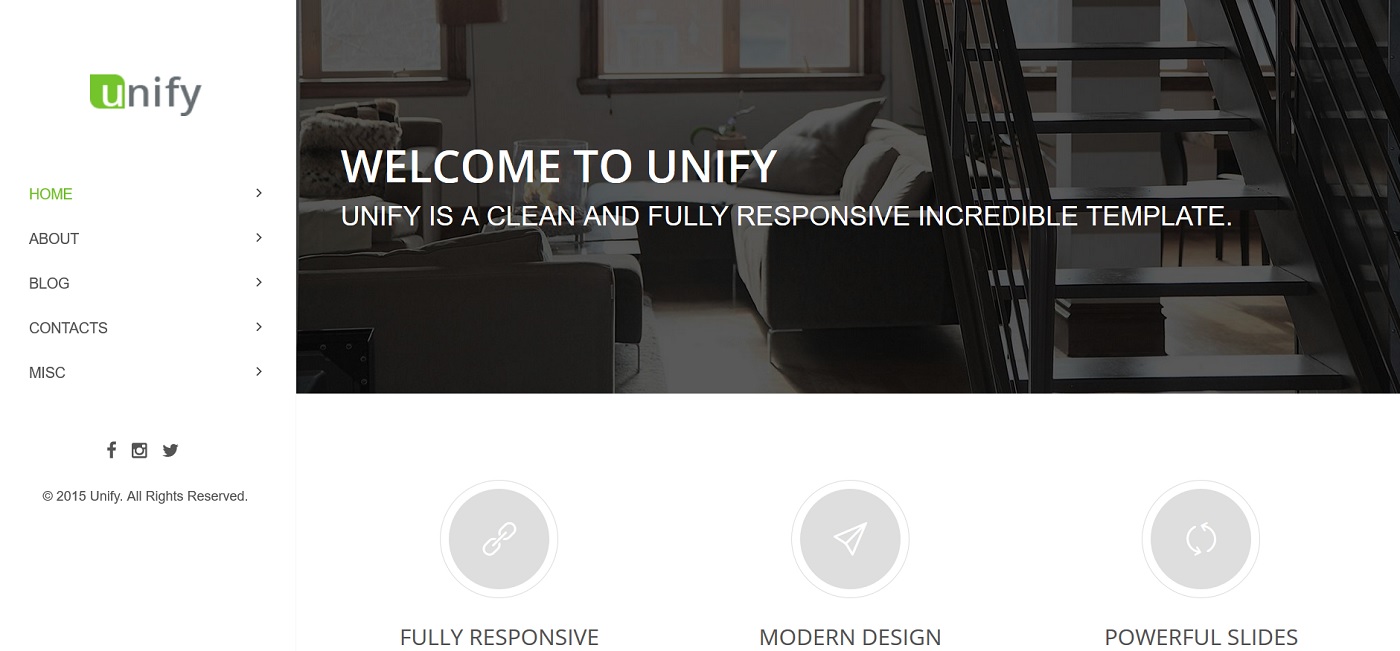 unify
HOME
ABOUT
BLOG
CONTACTS
MISC
© 2015 Unify. All Rights Reserved.
WELCOME TO UNIFY
UNIFY IS A CLEAN AND FULLY RESPONSIVE INCREDIBLE TEMPLATE.
FULLY RESPONSIVE
MODERN DESIGN
POWERFUL SLIDES